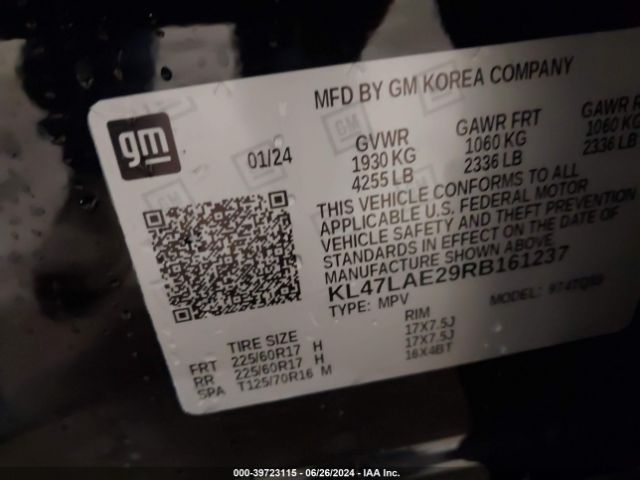 MFD BY GM KOREA COMPANY
gm
01/24
GVWR GAWR FRT GAWR
1930 KG 1060 KG 1060 KG
4255 LB 2336 LB 2336 LB
THIS VEHICLE CONFORMS TO ALL
APPLICABLE U.S. FEDERAL MOTOR
VEHICLE SAFETY AND THEFT PREVENTION
STANDARDS IN EFFECT ON THE DATE OF
MANUFACTURE SHOWN ABOVE.
KL47LAE29RB161237
TYPE: MPV MODEL:
TIRE SIZE RIM
FRT 225/60R17 H 17X7.5J
RR 225/60R17 H 17X7.5J
SPA T125/70R16 M 16X4BT
000-39723115 - 06/26/2024 - IAA Inc.